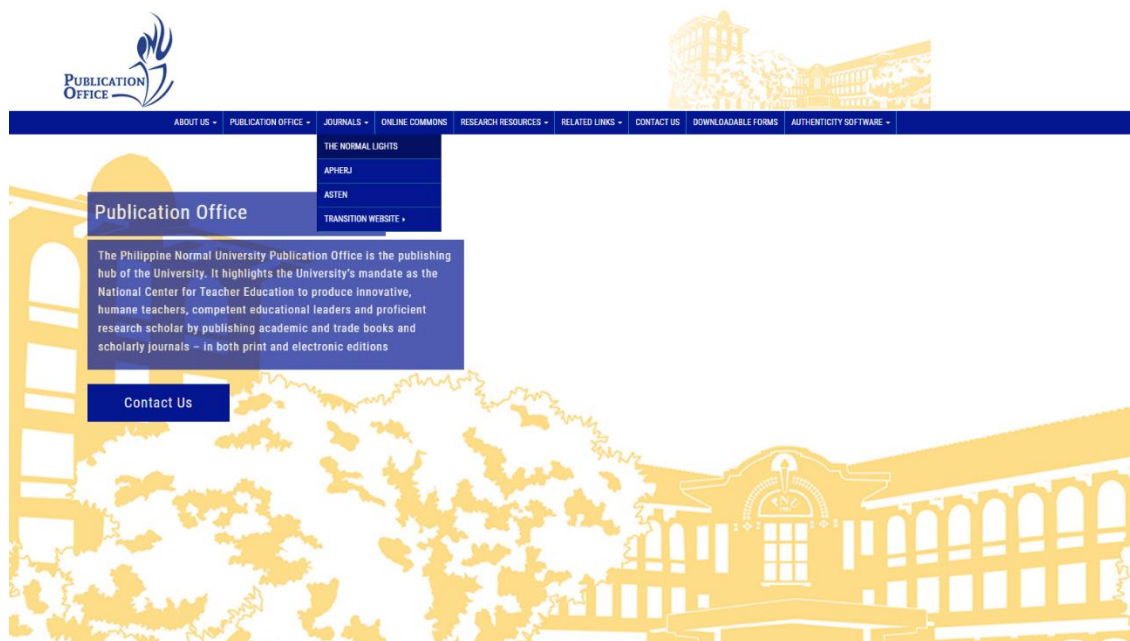 PNU
PUBLICATION
OFFICE
ABOUT US PUBLICATION OFFICE JOURNALS ONLINE COMMONS RESEARCH RESOURCES RELATED LINKS CONTACT US DOWNLOADABLE FORMS AUTHENTICITY SOFTWARE
THE NORMAL LIGHTS
APHERJ
ASTEN
TRANSITION WEBSITE
Publication Office
The Philippine Normal University Publication Office is the publishing
hub of the University. It highlights the University's mandate as the
National Center for Teacher Education to produce innovative,
humane teachers, competent educational leaders and proficient
research scholar by publishing academic and trade books and
scholarly journals – in both print and electronic editions
Contact Us
PNU
1901